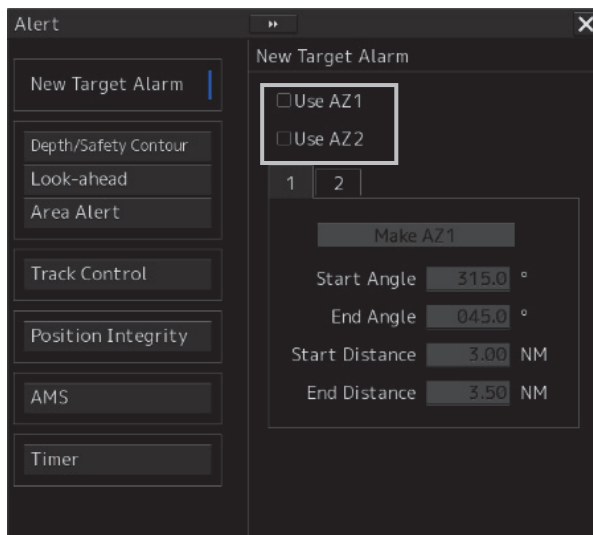 Alert
New Target Alarm
Depth/Safety Contour
Look-ahead
Area Alert
Track Control
Position Integrity
AMS
Timer
New Target Alarm
Use AZ1
Use AZ2
1 2
Make AZ1
Start Angle 315.0 °
End Angle 045.0 °
Start Distance 3.00 NM
End Distance 3.50 NM